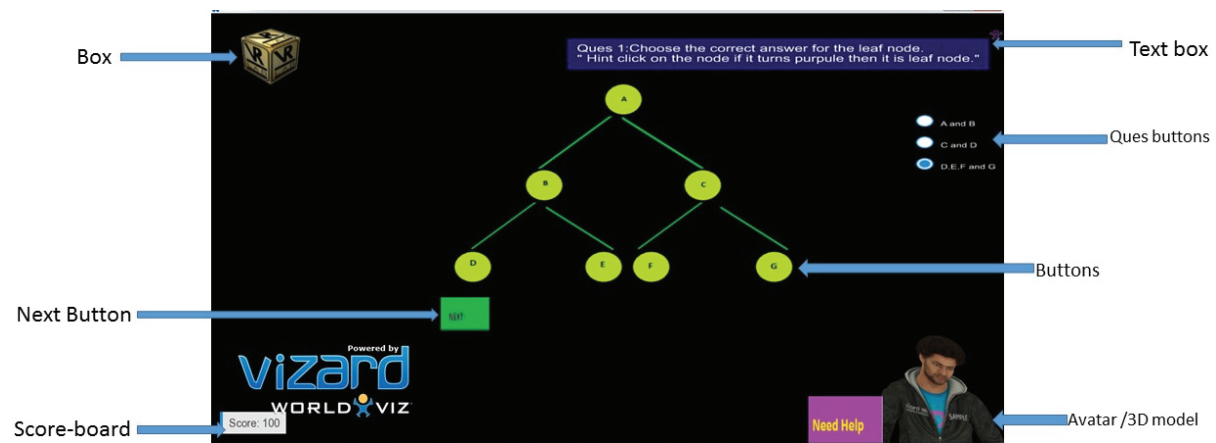 Box
Ques 1:Choose the correct answer for the leaf node.
" Hint click on the node if it turns purpule then it is leaf node."
Text box
A
A and B
C and D
D,E,F and G
Ques buttons
B
C
D
E
F
G
Buttons
Next Button
NEXT
Powered by
Vizard
WORLD VIZ
Score-board
Score: 100
Need Help
SAMPLE
Avatar /3D model